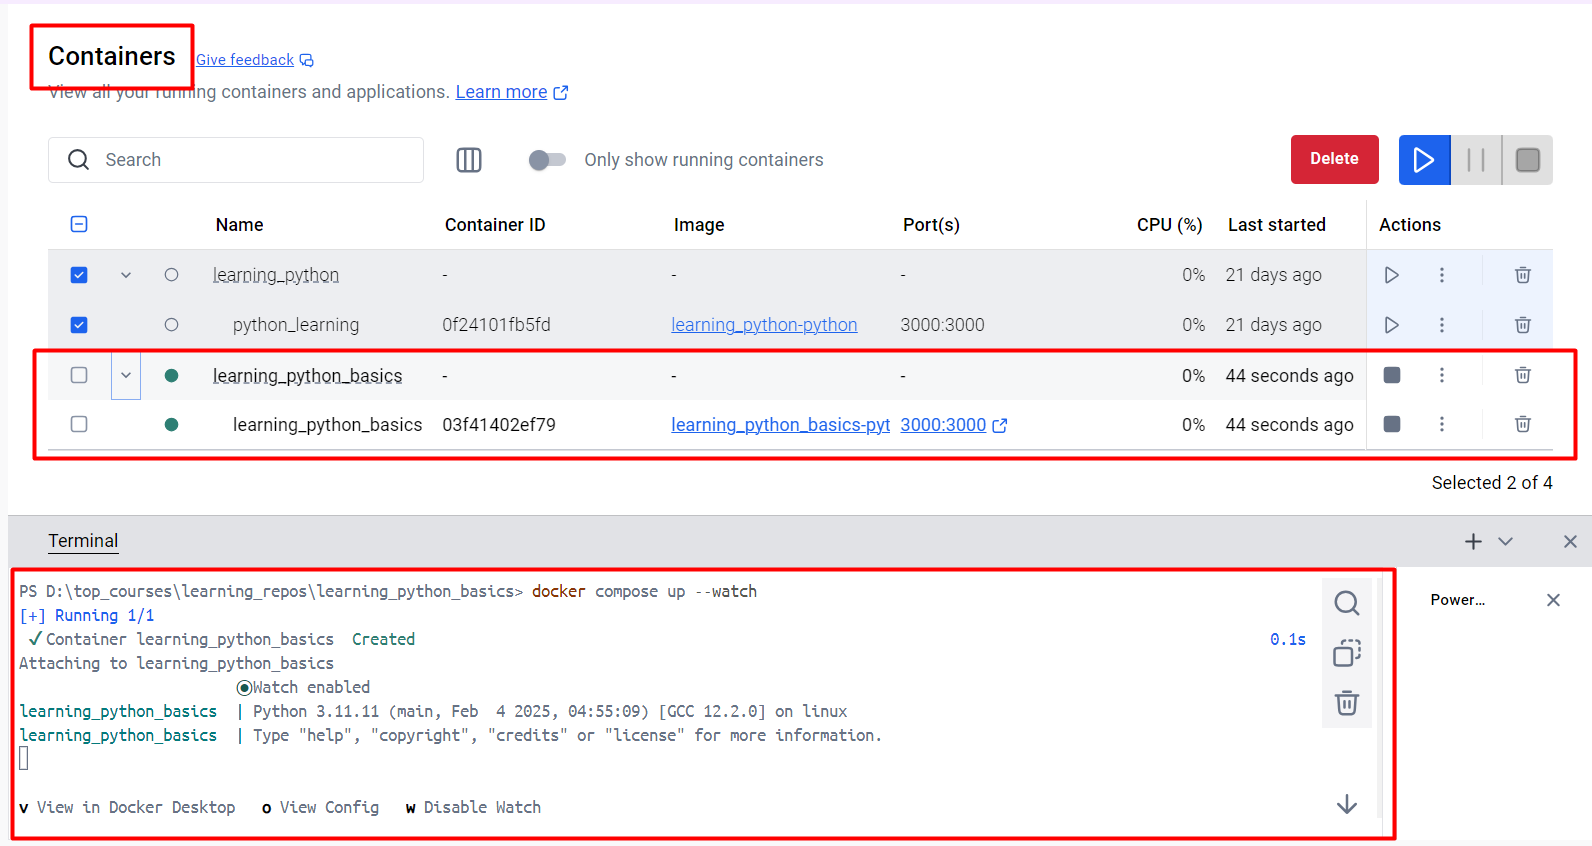 Containers Give feedback
View all your running containers and applications. Learn more
Search Only show running containers Delete
Name Container ID Image Port(s) CPU (%) Last started Actions
learning_python - - - 0% 21 days ago
python_learning 0f24101fb5fd learning_python-python 3000:3000 0% 21 days ago
learning_python_basics - - - 0% 44 seconds ago
learning_python_basics 03f41402ef79 learning_python_basics-pyt 3000:3000 0% 44 seconds ago
Selected 2 of 4
Terminal
PS D:\top_courses\learning_repos\learning_python_basics> docker compose up --watch
Power...
[+] Running 1/1
✓Container learning_python_basics Created 0.1s
Attaching to learning_python_basics
Watch enabled
learning_python_basics | Python 3.11.11 (main, Feb  4 2025, 04:55:09) [GCC 12.2.0] on linux
learning_python_basics | Type "help", "copyright", "credits" or "license" for more information.
v View in Docker Desktop o View Config w Disable Watch